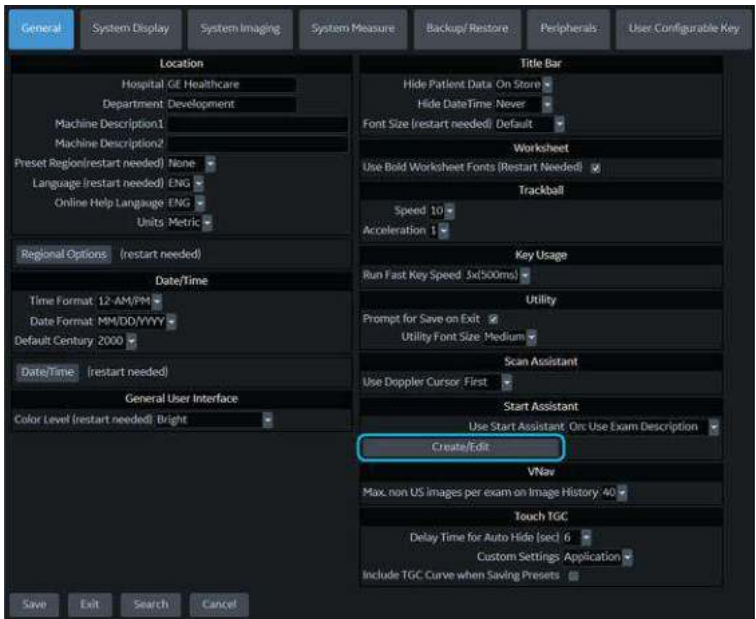 General System Display System Imaging System Measure Backup/Restore Peripherals User Configurable Key
Location
Hospital GE Healthcare
Department Development
Machine Description1
Machine Description2
Preset Region(restart needed) None
Language (restart needed) ENG
Online Help Langauge ENG
Units Metric
Regional Options (restart needed)
Date/Time
Time Format 12-AM/PM
Date Format MM/DD/YYYY
Default Century 2000
Date/Time (restart needed)
General User Interface
Color Level (restart needed) Bright
Title Bar
Hide Patient Data On Store
Hide DateTime Never
Font Size (restart needed) Default
Worksheet
Use Bold Worksheet Fonts (Restart Needed)
Trackball
Speed 10
Acceleration 1
Key Usage
Run Fast Key Speed 3x(500ms)
Utility
Prompt for Save on Exit
Utility Font Size Medium
Scan Assistant
Use Doppler Cursor First
Start Assistant
Use Start Assistant On: Use Exam Description
Create/Edit
VNav
Max. non US images per exam on Image History 40
Touch TGC
Delay Time for Auto Hide (sec) 6
Custom Settings Application
Include TGC Curve when Saving Presets
Save Exit Search Cancel